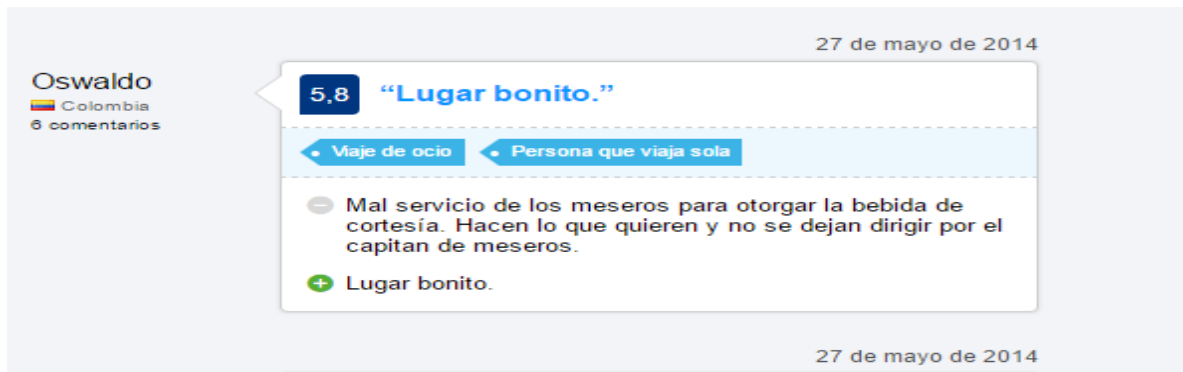 27 de mayo de 2014
Oswaldo
Colombia
6 comentarios
5,8 “Lugar bonito.”
Viaje de ocio Persona que viaja sola
Mal servicio de los meseros para otorgar la bebida de
cortesía. Hacen lo que quieren y no se dejan dirigir por el
capitan de meseros.
Lugar bonito.
27 de mayo de 2014